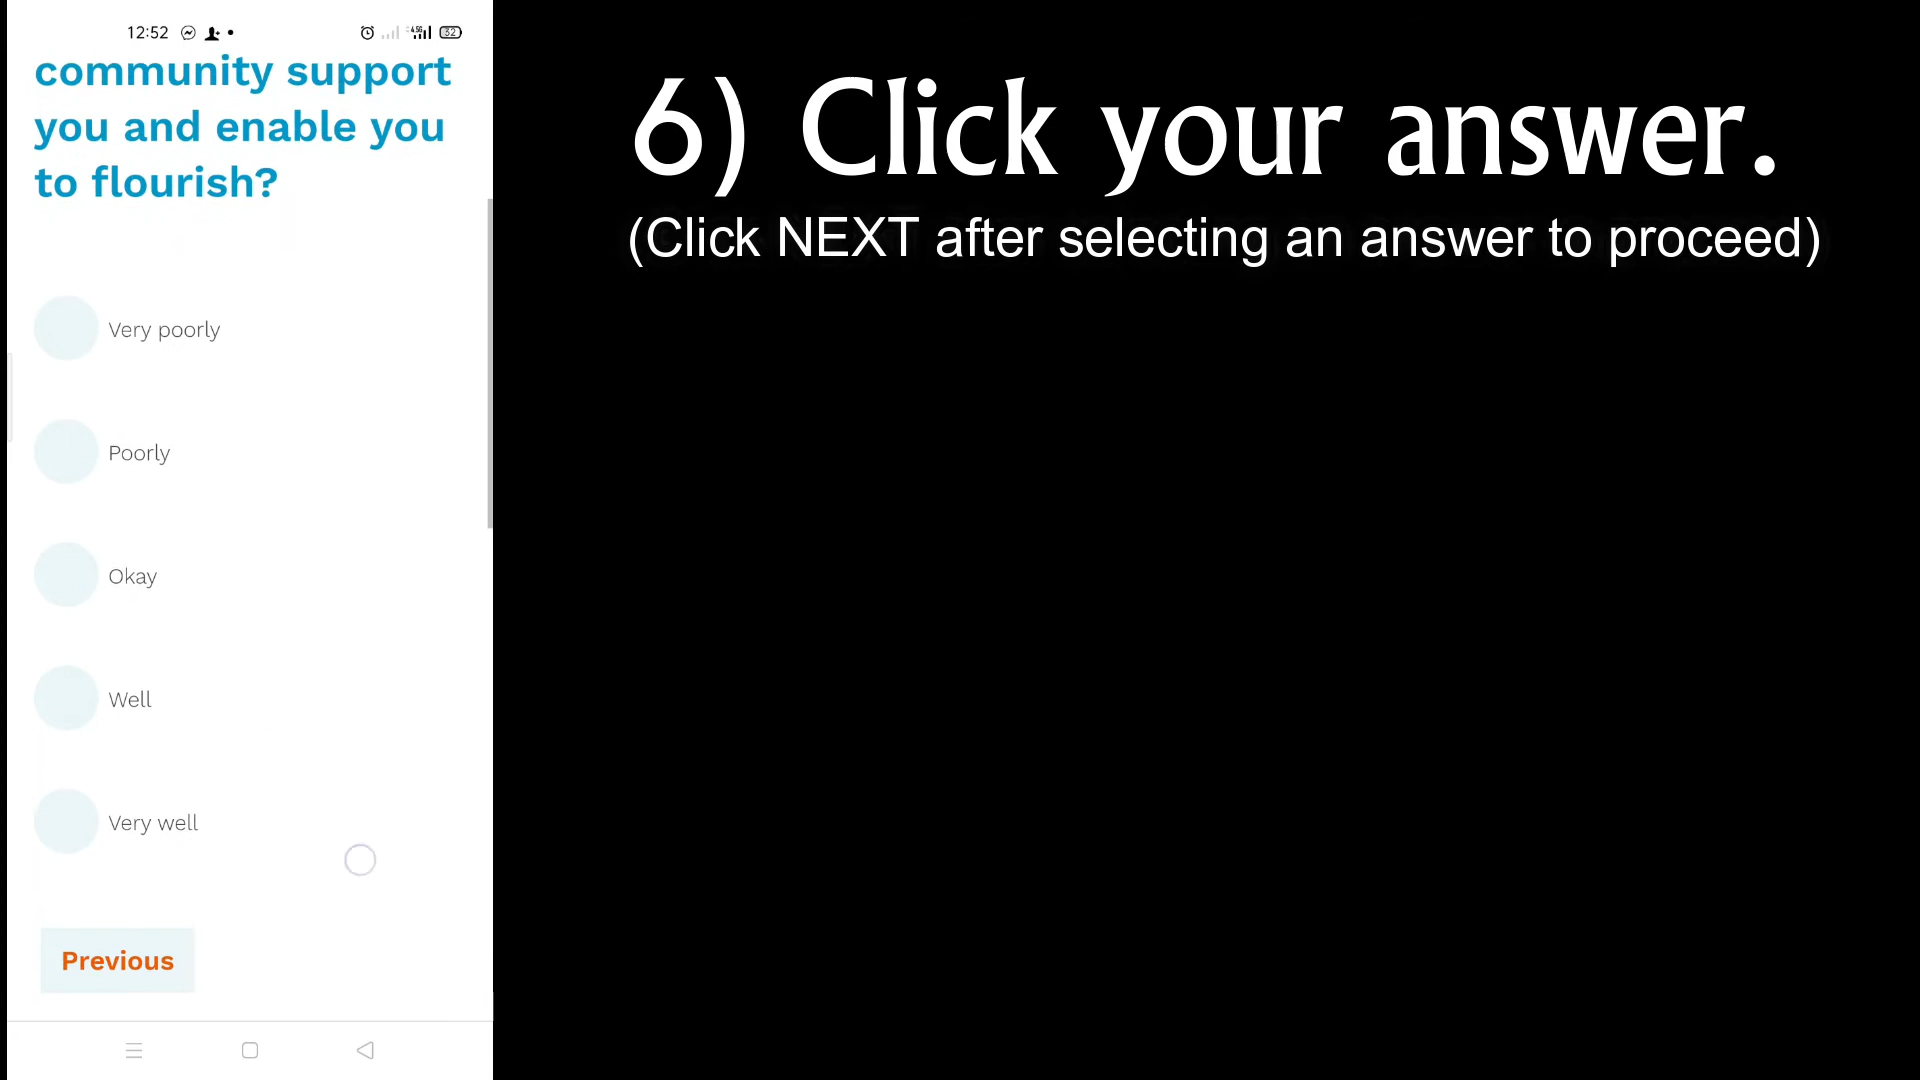 12:52
32
community support
you and enable you
to flourish?
Very poorly
Poorly
Okay
Well
Very well
Previous
6) Click your answer.
(Click NEXT after selecting an answer to proceed)